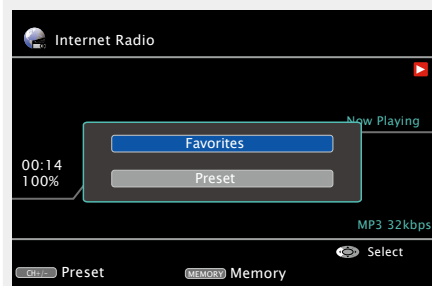 Internet Radio
Now Playing
Favorites
00:14
100%
Preset
MP3 32kbps
Select
CH+/- Preset
MEMORY Memory